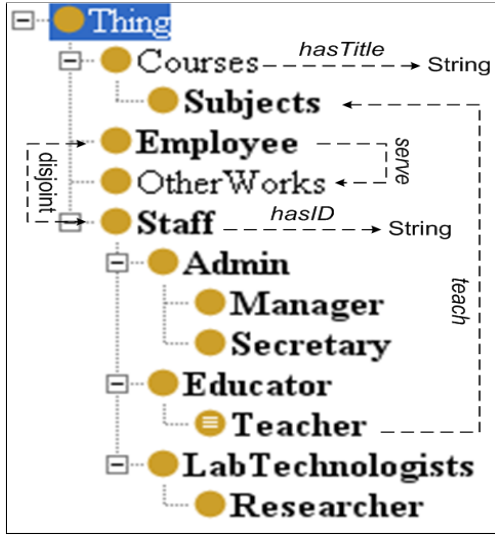 Thing
Courses hasTitle String
Subjects
Employee
OtherWorks
serve
disjoint
Staff hasID String
Admin
Manager
Secretary
teach
Educator
Teacher
LabTechnologists
Researcher